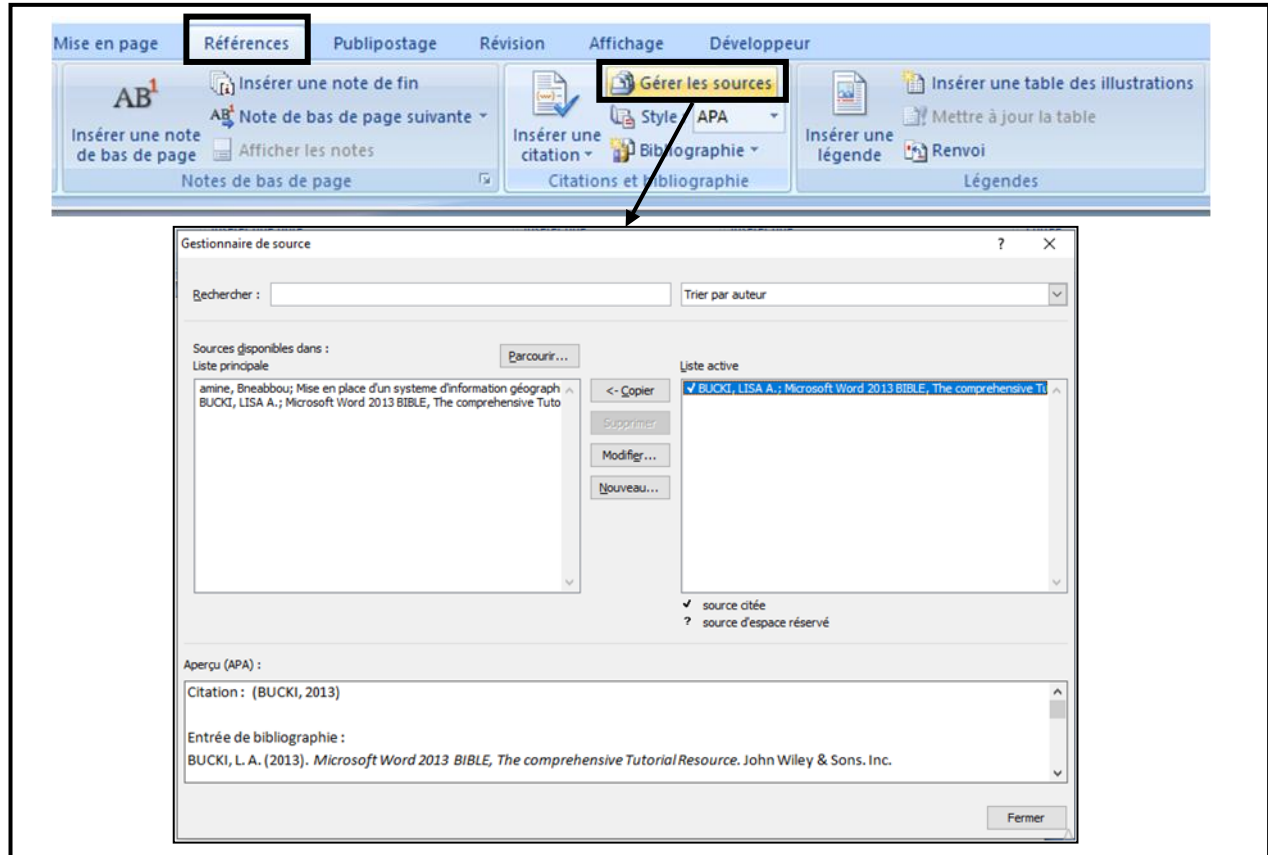 Mise en page Références Publipostage Révision Affichage Développeur
AB1
Insérer une note
de bas de page
Insérer une note de fin
AB1 Note de bas de page suivante
Afficher les notes
Notes de bas de page
Insérer une
citation
Gérer les sources
Style : APA
Bibliographie
Citations et bibliographie
Insérer une
légende
Insérer une table des illustrations
Mettre à jour la table
Renvoi
Légendes
Gestionnaire de source ? X
Rechercher : Trier par auteur
Sources disponibles dans :
Liste principale
Parcourir...
Liste active
amine, Bneabbou; Mise en place d'un systeme d'information géograph
BUCKI, LISA A.; Microsoft Word 2013 BIBLE, The comprehensive Tuto
<- Copier
Supprimer
Modifier...
Nouveau...
✓ BUCKI, LISA A.; Microsoft Word 2013 BIBLE, The comprehensive Tu
✓ source citée
? source d'espace réservé
Aperçu (APA) :
Citation : (BUCKI, 2013)
Entrée de bibliographie :
BUCKI, L. A. (2013). Microsoft Word 2013 BIBLE, The comprehensive Tutorial Resource. John Wiley & Sons. Inc.
Fermer